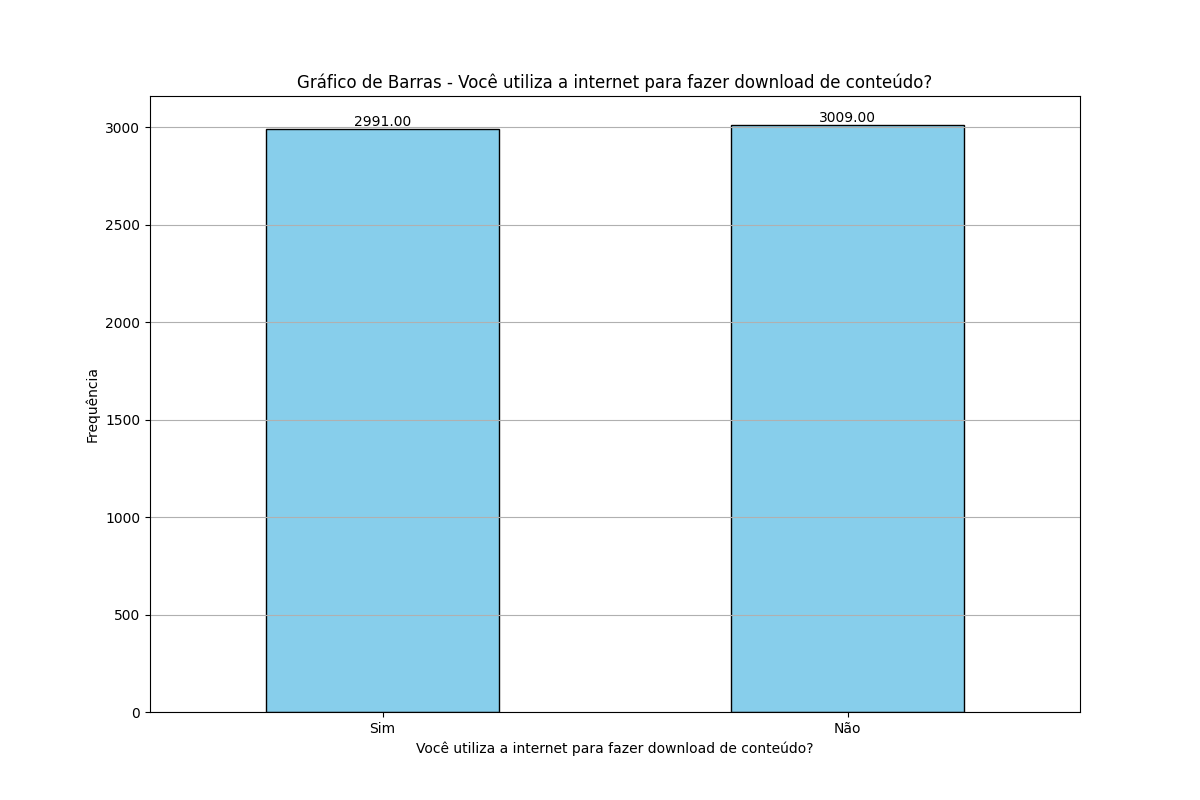 Gráfico de Barras - Você utiliza a internet para fazer download de conteúdo?
2991.00
3009.00
3000
2500
2000
1500
1000
500
0
Frequência
Sim
Não
Você utiliza a internet para fazer download de conteúdo?